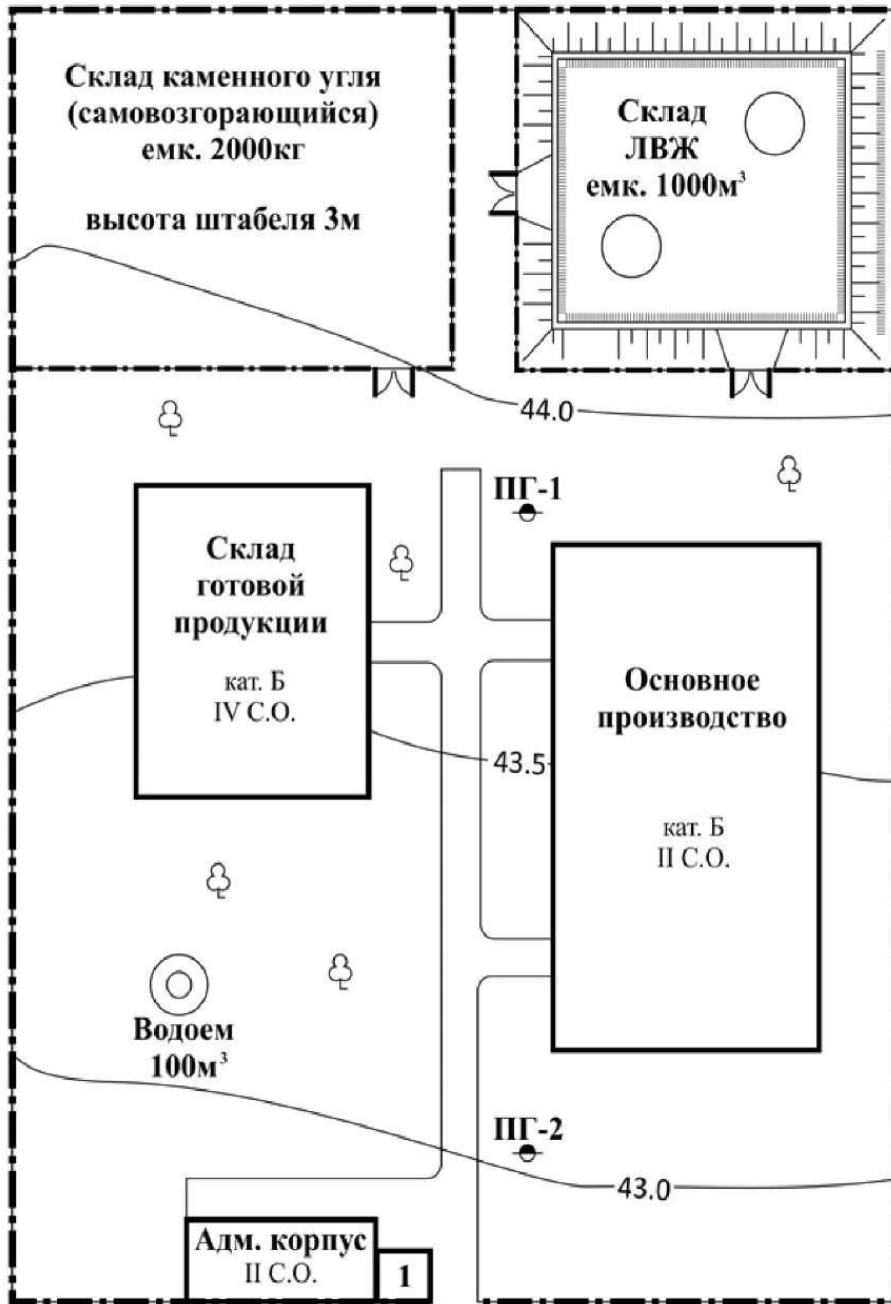 Склад каменного угля
(самовозгорающийся)
емк. 2000кг
высота штабеля 3м
Склад
ЛВЖ
емк. 1000м³
44.0
ПГ-1
Склад
готовой
продукции
кат. Б
IV С.О.
Основное
производство
43.5
кат. Б
II С.О.
Водоем
100м³
ПГ-2
43.0
Адм. корпус
II С.О.
1